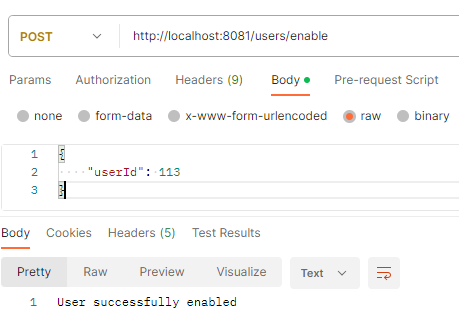 POST http://localhost:8081/users/enable
Params Authorization Headers (9) Body Pre-request Script
none form-data x-www-form-urlencoded raw binary
1 {
2 "userId": 113
3 }
Body Cookies Headers (5) Test Results
Pretty Raw Preview Visualize Text
1 User successfully enabled